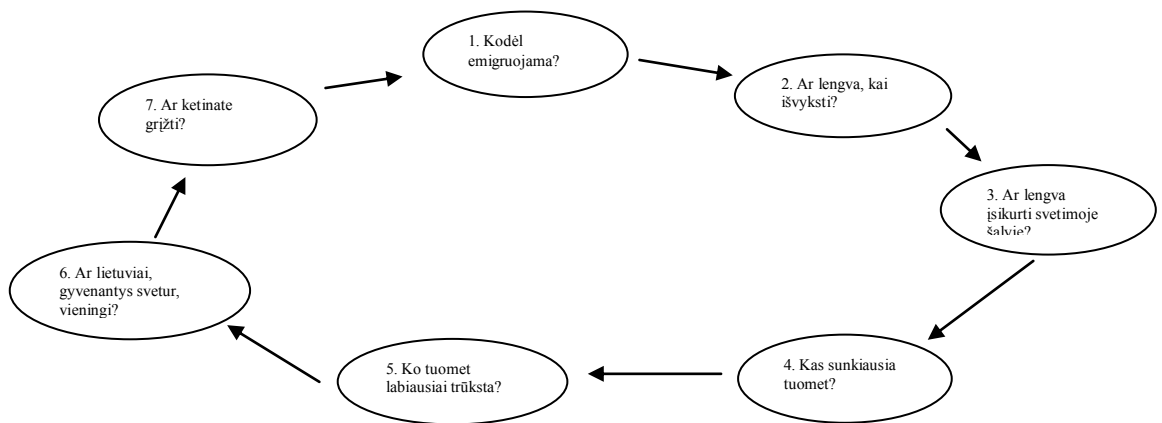 1. Kodėl
emigruojama?
2. Ar lengva, kai
išvyksti?
3. Ar lengva
įsikurti svetimoje
šalyje?
4. Kas sunkiausia
tuomet?
5. Ko tuomet
labiausiai trūksta?
6. Ar lietuviai,
gyvenantys svetur,
vieningi?
7. Ar ketinate
grįžti?